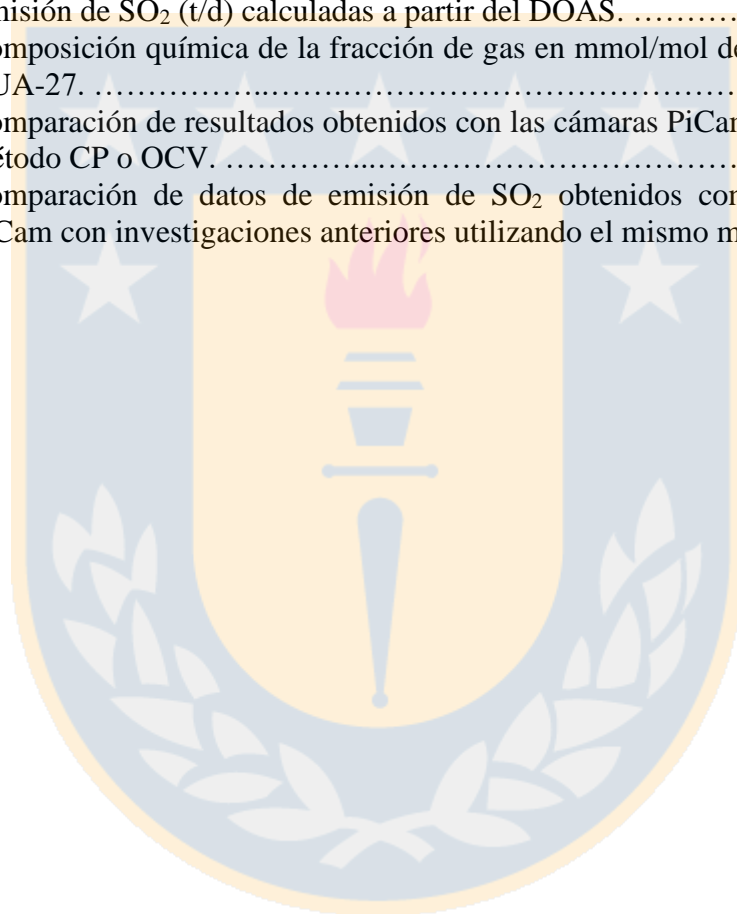 misión de SO₂ (t/d) calculadas a partir del DOAS. …………
omposición química de la fracción de gas en mmol/mol de
UA-27. ……………..…….………………………………
omparación de resultados obtenidos con las cámaras PiCam
étodo CP o OCV. …………...……………………………
omparación de datos de emisión de SO₂ obtenidos con
Cam con investigaciones anteriores utilizando el mismo m